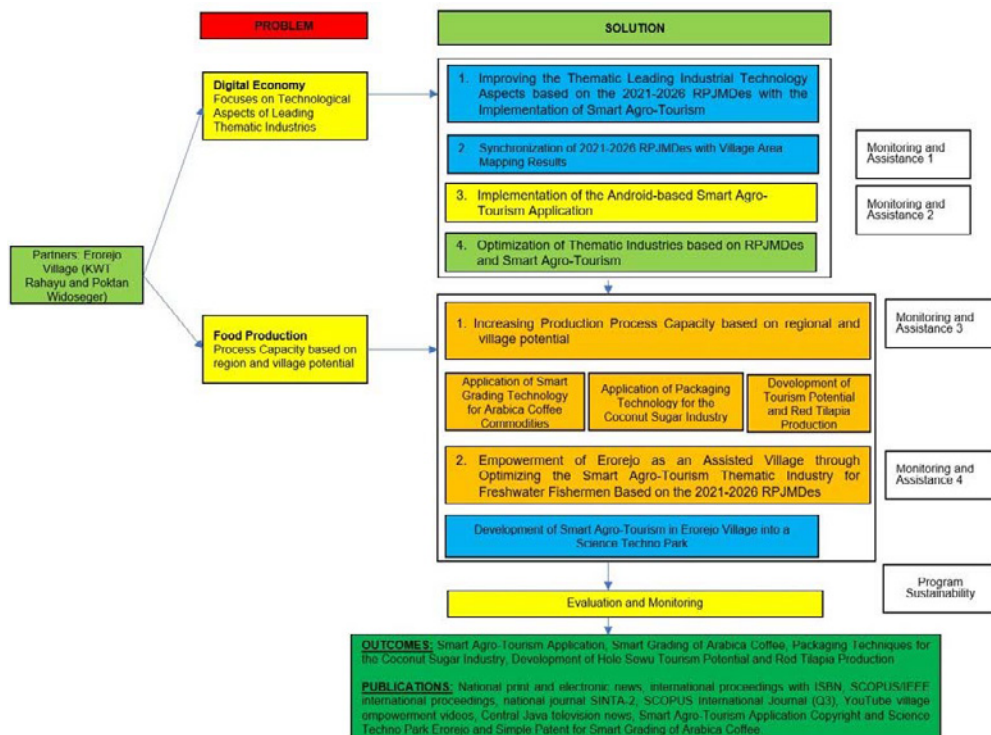 PROBLEM
SOLUTION
Digital Economy
Focuses on Technological
Aspects of Leading
Thematic Industries
1. Improving the Thematic Leading Industrial Technology
Aspects based on the 2021-2026 RPJMDes with the
Implementation of Smart Agro-Tourism
2 Synchronization of 2021-2026 RPJMDes with Village Area
Mapping Results
Monitoring and
Assistance 1
3. Implementation of the Android-based Smart Agro-
Tourism Application
Monitoring and
Assistance 2
4. Optimization of Thematic Industries based on RPJMDes
and Smart Agro-Tourism
Partners: Erorejo
Village (KWT
Rahayu and Poktan
Widoseger)
Food Production
Process Capacity based on
region and village potential
1. Increasing Production Process Capacity based on regional and
village potential
Monitoring and
Assistance 3
Application of Smart
Grading Technology
for Arabica Coffee
Commodities
Application of Packaging
Technology for the
Coconut Sugar Industry
Development of
Tourism Potential
and Red Tilapia
Production
2. Empowerment of Erorejo as an Assisted Village through
Optimizing the Smart Agro-Tourism Thematic Industry for
Freshwater Fishermen Based on the 2021-2026 RPJMDes
Monitoring and
Assistance 4
Development of Smart Agro-Tourism in Erorejo Village into a
Science Techno Park
Program
Sustainability
Evaluation and Monitoring
OUTCOMES: Smart Agro-Tourism Application, Smart Grading of Arabica Coffee, Packaging Techniques for
the Coconut Sugar Industry, Development of Hole Sewu Tourism Potential and Red Tilapia Production
PUBLICATIONS: National print and electronic news, international proceedings with ISBN, SCOPUS/IEEE
international proceedings, national journal SINTA-2, SCOPUS International Journal (Q3), YouTube village
empowerment videos, Central Java television news, Smart Agro-Tourism Application Copyright and Science
Techno Park Erorejo and Simple Patent for Smart Grading of Arabica Coffee.